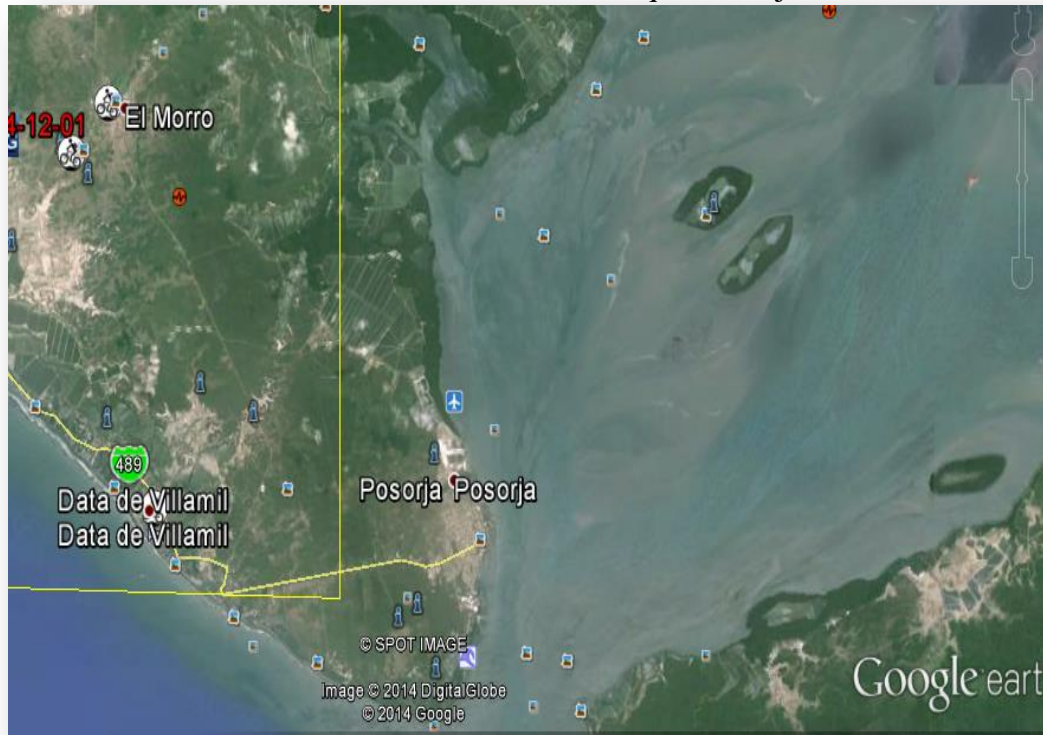 El Morro
4-12-01
489
Data de Villamil
Data de Villamil
Posorja Posorja
© SPOT IMAGE
Image © 2014 DigitalGlobe
© 2014 Google
Google eart